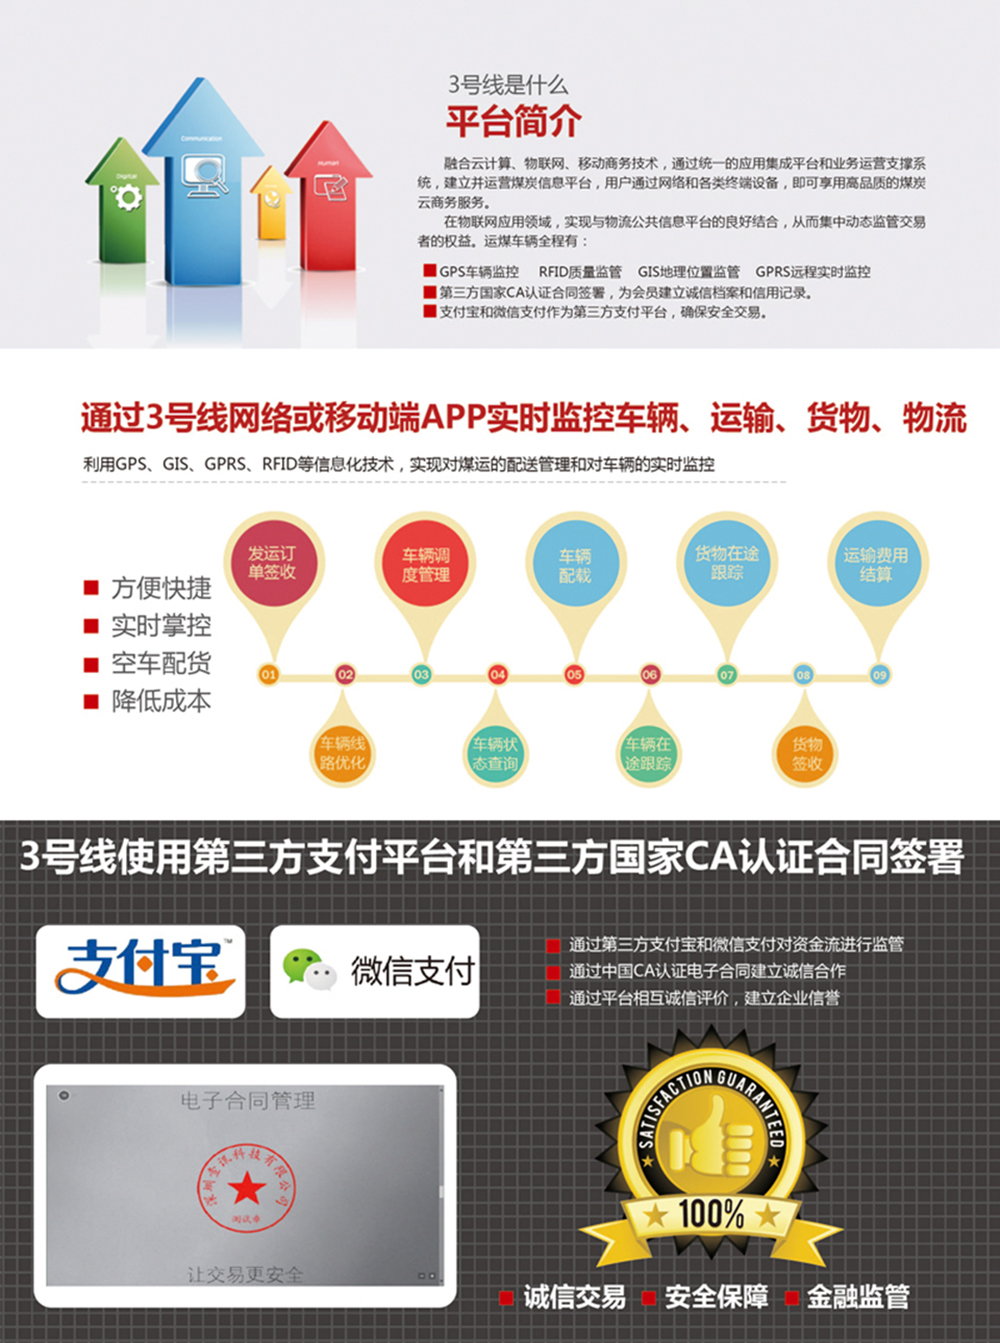 3号线是什么
平台简介
融合云计算、物联网、移动商务技术，通过统一的应用集成平台和业务运营支撑系
统，建立并运营煤炭信息平台，用户通过网络和各类终端设备，即可享用高品质的煤炭
云商务服务。
在物联网应用领域，实现与物流公共信息平台的良好结合，从而集中动态监管交易
者的权益。运煤车辆全程有：
GPS车辆监控 RFID质量监管 GIS地理位置监管 GPRS远程实时监控
第三方国家CA认证合同签署，为会员建立诚信档案和信用记录。
支付宝和微信支付作为第三方支付平台，确保安全交易。
Digital
Communication
Human
通过3号线网络或移动端APP实时监控车辆、运输、货物、物流
利用GPS、GIS、GPRS、RFID等信息化技术，实现对煤运的配送管理和对车辆的实时监控
方便快捷
实时掌控
空车配货
降低成本
发运订
单签收
车辆调
度管理
车辆
配载
货物在途
跟踪
运输费用
结算
01 02 03 04 05 06 07 08 09
车辆线
路优化
车辆状
态查询
车辆在
途跟踪
货物
签收
3号线使用第三方支付平台和第三方国家CA认证合同签署
支付宝™
微信支付
通过第三方支付宝和微信支付对资金流进行监管
通过中国CA认证电子合同建立诚信合作
通过平台相互诚信评价，建立企业信誉
电子合同管理
深圳壹讯科技有限公司
测试章
让交易更安全
SATISFACTION GUARANTEED
100%
诚信交易 安全保障 金融监管